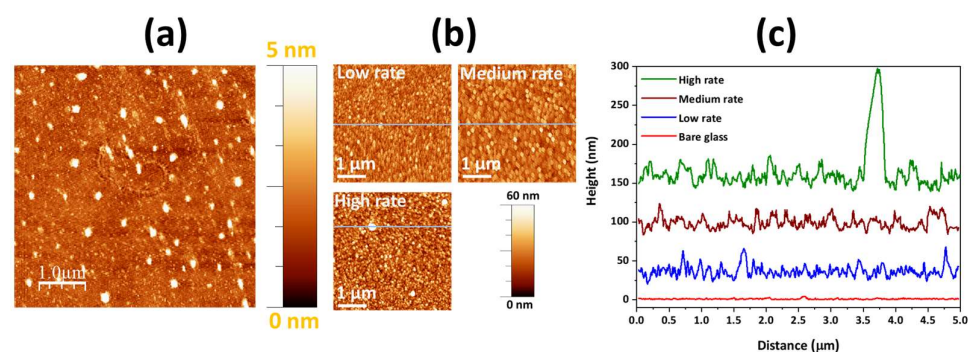 (a)
5 nm
1.0μm
0 nm
(b)
Low rate
1 μm
Medium rate
1 μm
High rate
1 μm
60 nm
0 nm
(c)
Height (nm)
300
250
200
150
100
50
0
High rate
Medium rate
Low rate
Bare glass
0.0 0.5 1.0 1.5 2.0 2.5 3.0 3.5 4.0 4.5 5.0
Distance (μm)